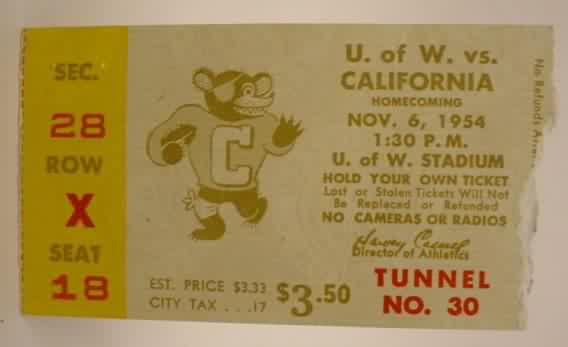 SEC.
28
ROW
X
SEAT
18
C
U. of W. vs.
CALIFORNIA
HOMECOMING
NOV. 6, 1954
1:30 P.M.
U. of W. STADIUM
HOLD YOUR OWN TICKET
Lost or Stolen Tickets Will Not
Be Replaced or Refunded
NO CAMERAS OR RADIOS
Harvey Cassill
Director of Athletics
EST. PRICE $3.33
CITY TAX . . .17
$3.50
TUNNEL
NO. 30
No Refunds